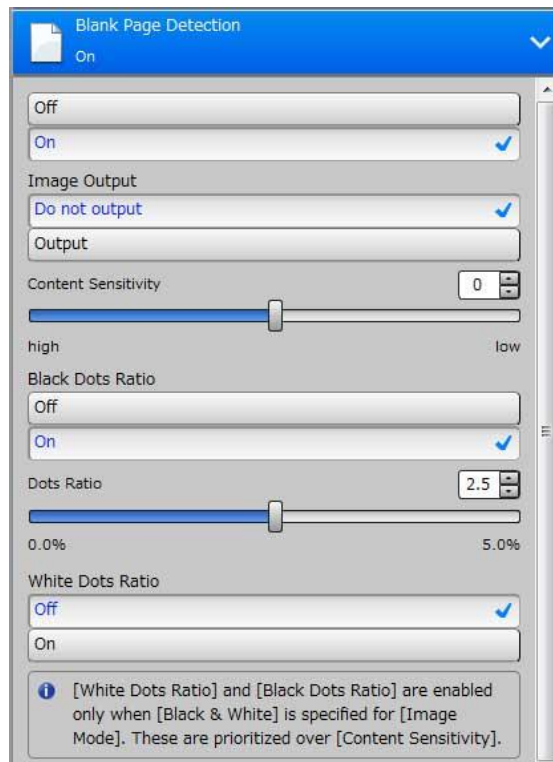 Blank Page Detection
On
Off
On
Image Output
Do not output
Output
Content Sensitivity 0
high low
Black Dots Ratio
Off
On
Dots Ratio 2.5
0.0% 5.0%
White Dots Ratio
Off
On
[White Dots Ratio] and [Black Dots Ratio] are enabled
only when [Black & White] is specified for [Image
Mode]. These are prioritized over [Content Sensitivity].